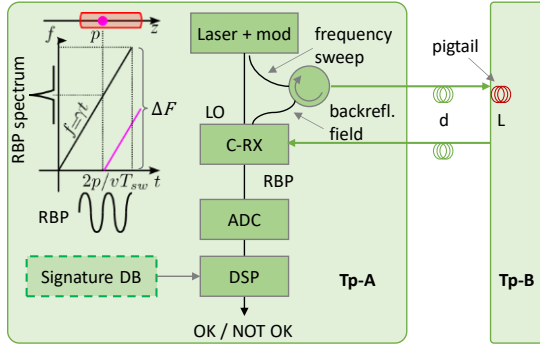 f
z
p
RBP spectrum
f=γt
ΔF
2p/v T_sw t
RBP
Laser + mod
frequency
sweep
LO
backrefl.
field
C-RX
RBP
ADC
Signature DB
DSP
OK / NOT OK
Tp-A
pigtail
d
L
d
Tp-B